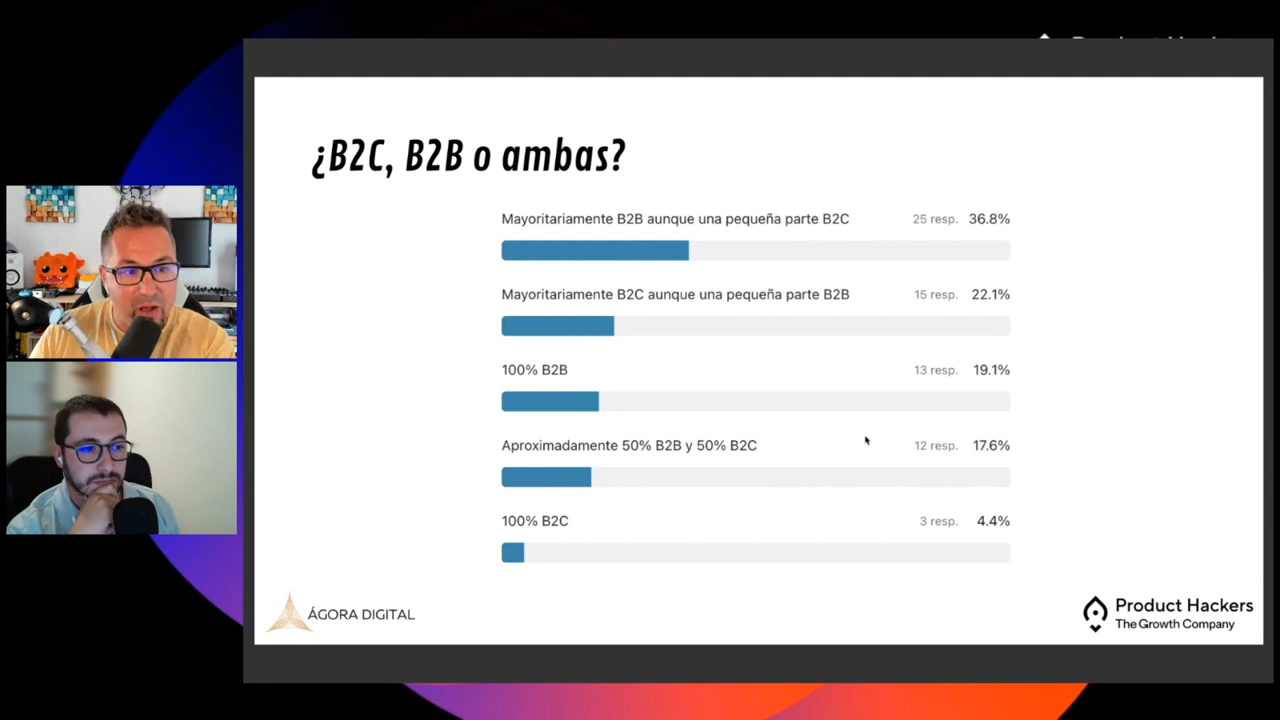 ¿B2C, B2B o ambas?
Mayoritariamente B2B aunque una pequeña parte B2C 25 resp. 36.8%
Mayoritariamente B2C aunque una pequeña parte B2B 15 resp. 22.1%
100% B2B 13 resp. 19.1%
Aproximadamente 50% B2B y 50% B2C 12 resp. 17.6%
100% B2C 3 resp. 4.4%
ÁGORA DIGITAL
Product Hackers
The Growth Company